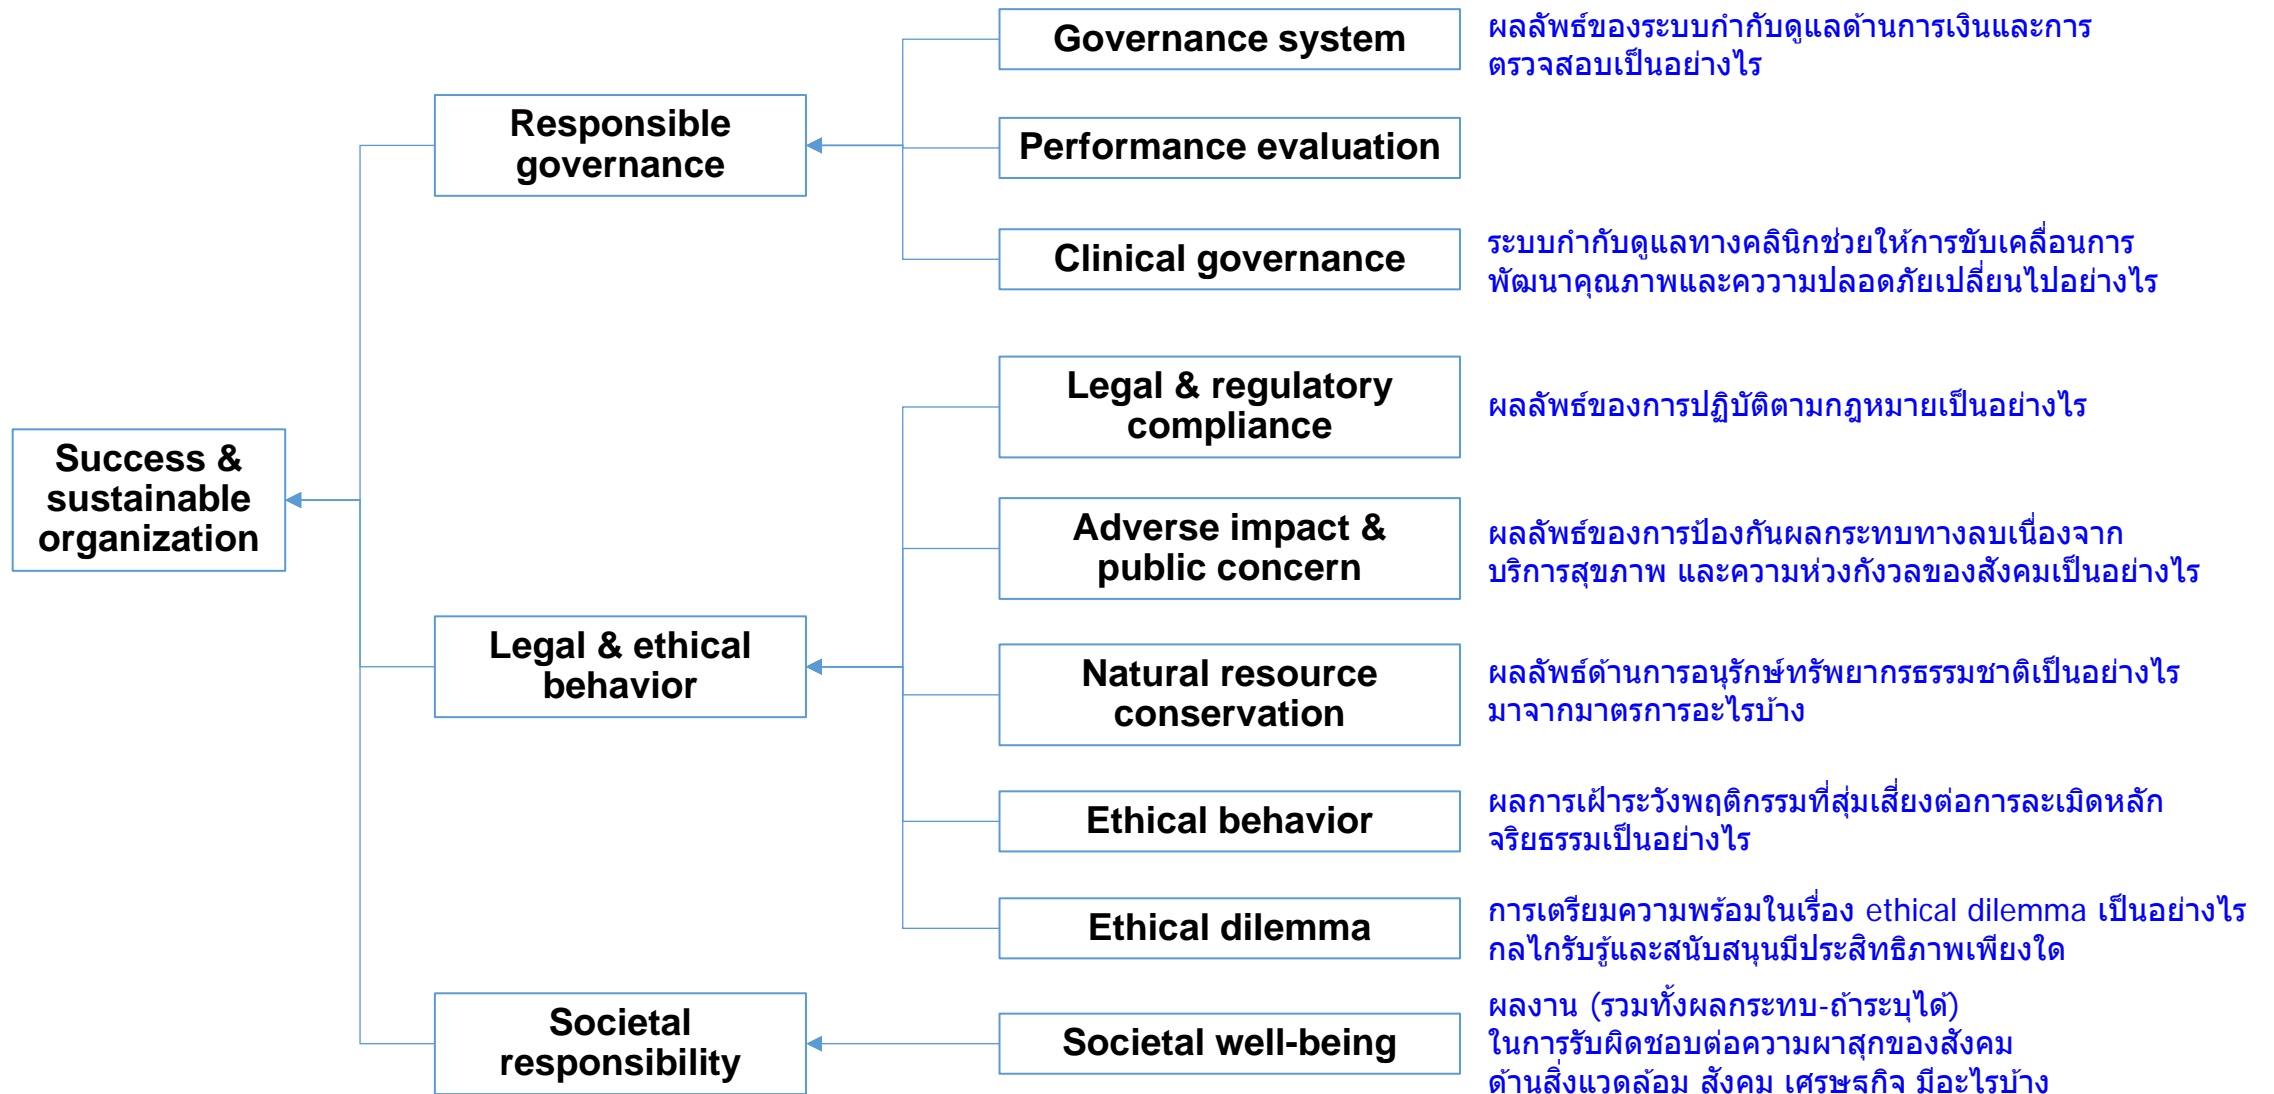 Governance system
ผลลัพธ์ของระบบกำกับดูแลด้านการเงินและการ
ตรวจสอบเป็นอย่างไร
Responsible
governance
Performance evaluation
Clinical governance
ระบบกำกับดูแลทางคลินิกช่วยให้การขับเคลื่อนการ
พัฒนาคุณภาพและคววามปลอดภัยเปลี่ยนไปอย่างไร
Legal & regulatory
compliance
ผลลัพธ์ของการปฏิบัติตามกฎหมายเป็นอย่างไร
Success &
sustainable
organization
Adverse impact &
public concern
ผลลัพธ์ของการป้องกันผลกระทบทางลบเนื่องจาก
บริการสุขภาพ และความห่วงกังวลของสังคมเป็นอย่างไร
Legal & ethical
behavior
Natural resource
conservation
ผลลัพธ์ด้านการอนุรักษ์ทรัพยากรธรรมชาติเป็นอย่างไร
มาจากมาตรการอะไรบ้าง
Ethical behavior
ผลการเฝ้าระวังพฤติกรรมที่สุ่มเสี่ยงต่อการละเมิดหลัก
จริยธรรมเป็นอย่างไร
Ethical dilemma
การเตรียมความพร้อมในเรื่อง ethical dilemma เป็นอย่างไร
กลไกรับรู้และสนับสนุนมีประสิทธิภาพเพียงใด
Societal
responsibility
Societal well-being
ผลงาน (รวมทั้งผลกระทบ-ถ้าระบุได้)
ในการรับผิดชอบต่อความผาสุกของสังคม
ด้านสิ่งแวดล้อม สังคม เศรษฐกิจ มีอะไรบ้าง